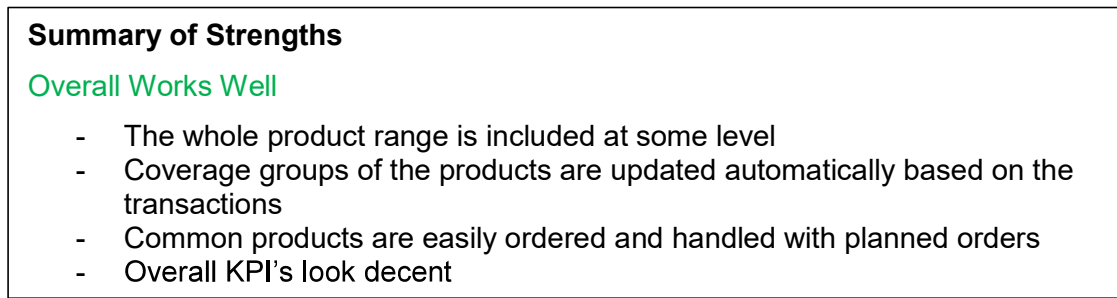 Summary of Strengths
Overall Works Well
- The whole product range is included at some level
- Coverage groups of the products are updated automatically based on the
transactions
- Common products are easily ordered and handled with planned orders
- Overall KPI's look decent